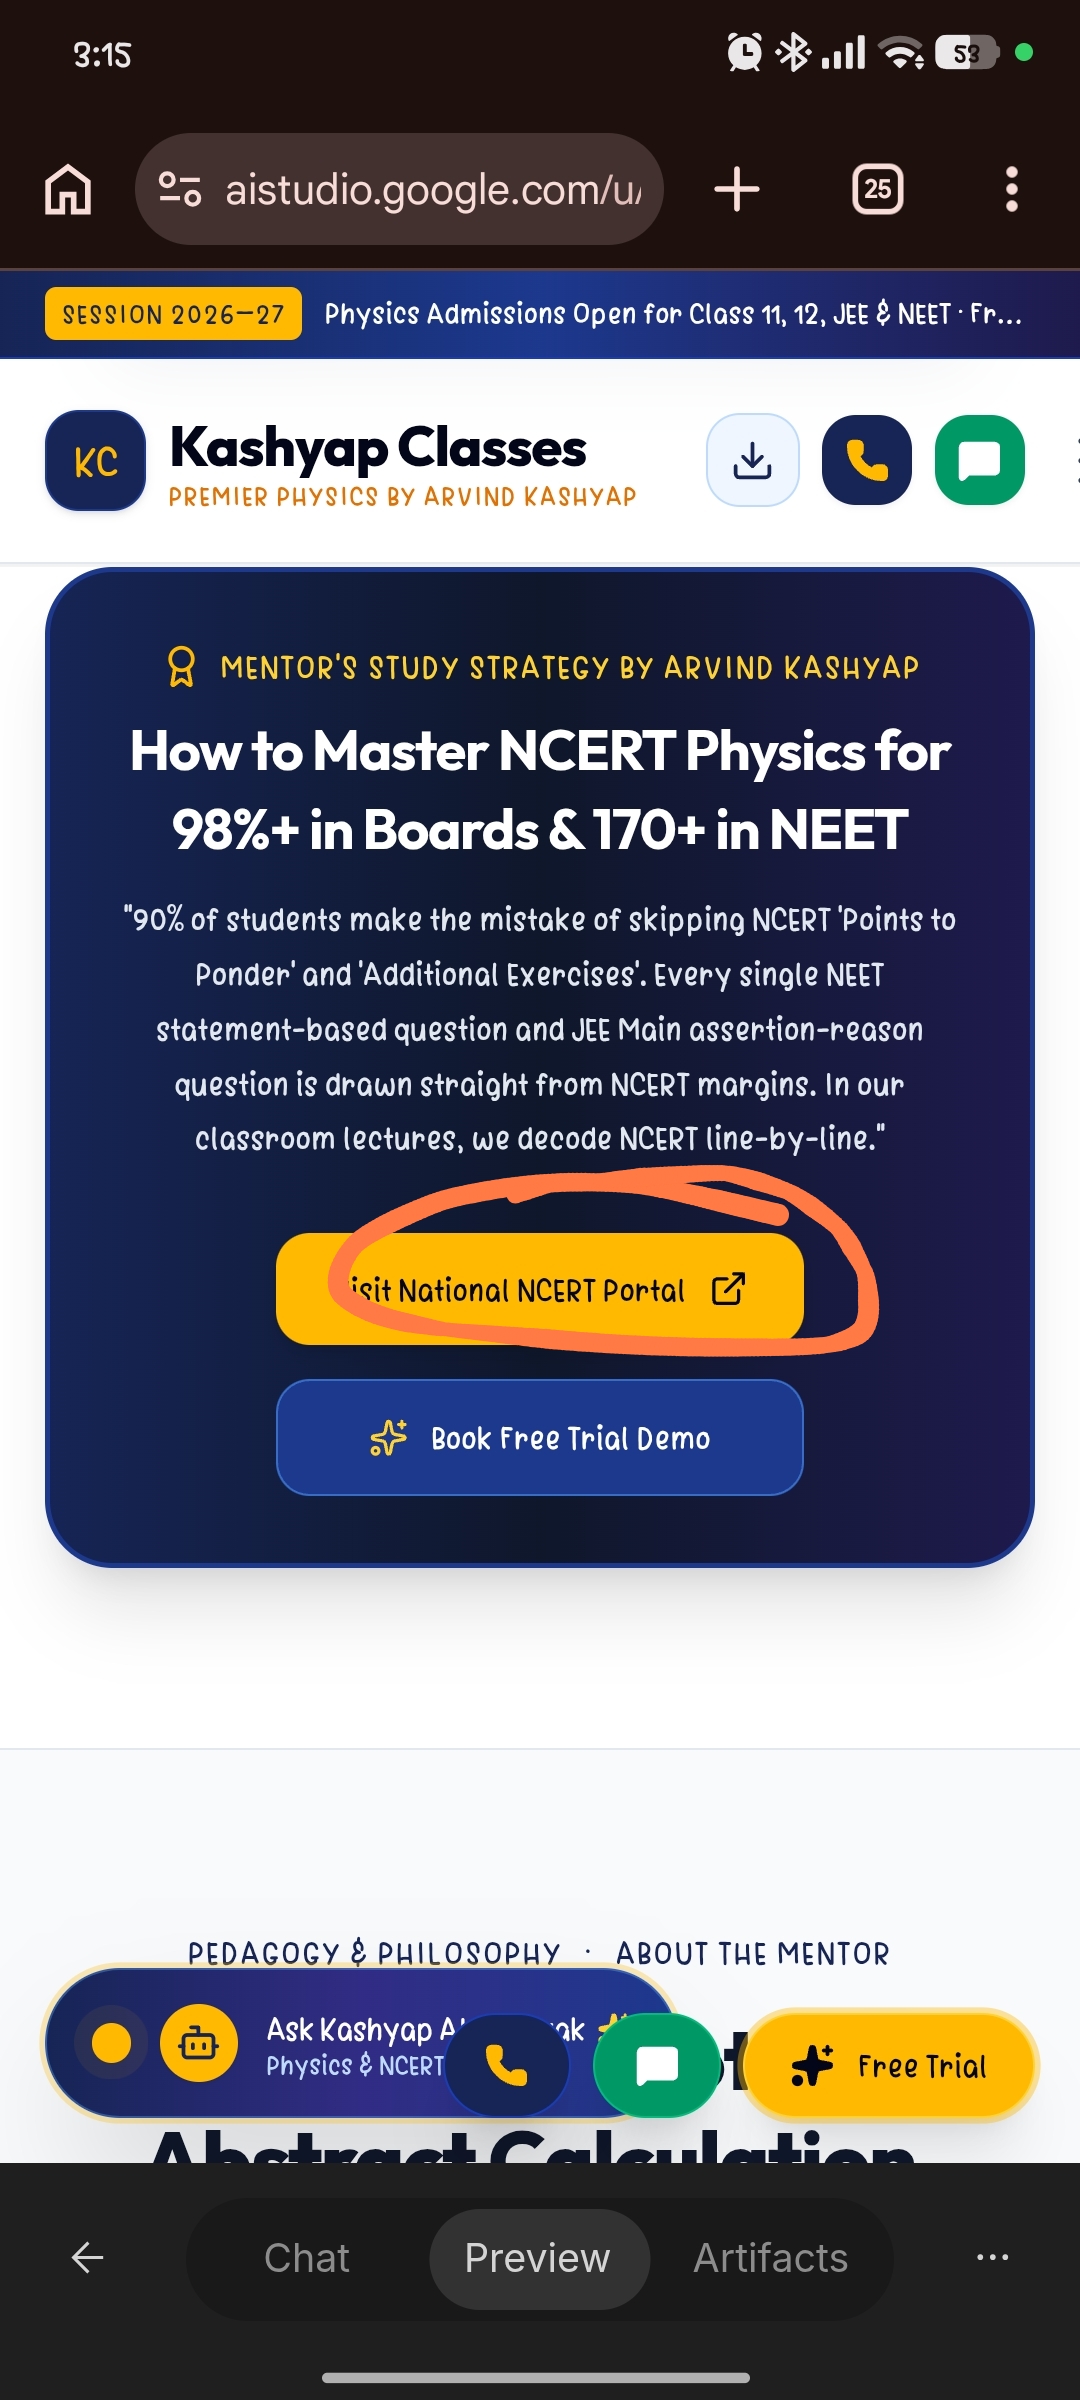 3:15
53
aistudio.google.com/u/
25
SESSION 2026–27 Physics Admissions Open for Class 11, 12, JEE & NEET · Fr...
KC
Kashyap Classes
PREMIER PHYSICS BY ARVIND KASHYAP
MENTOR'S STUDY STRATEGY BY ARVIND KASHYAP
How to Master NCERT Physics for
98%+ in Boards & 170+ in NEET
"90% of students make the mistake of skipping NCERT 'Points to
Ponder' and 'Additional Exercises'. Every single NEET
statement-based question and JEE Main assertion-reason
question is drawn straight from NCERT margins. In our
classroom lectures, we decode NCERT line-by-line."
isit National NCERT Portal
Book Free Trial Demo
PEDAGOGY & PHILOSOPHY · ABOUT THE MENTOR
Ask Kashyap
Physics & NCERT
Free Trial
Abstract Calculation
Chat
Preview
Artifacts